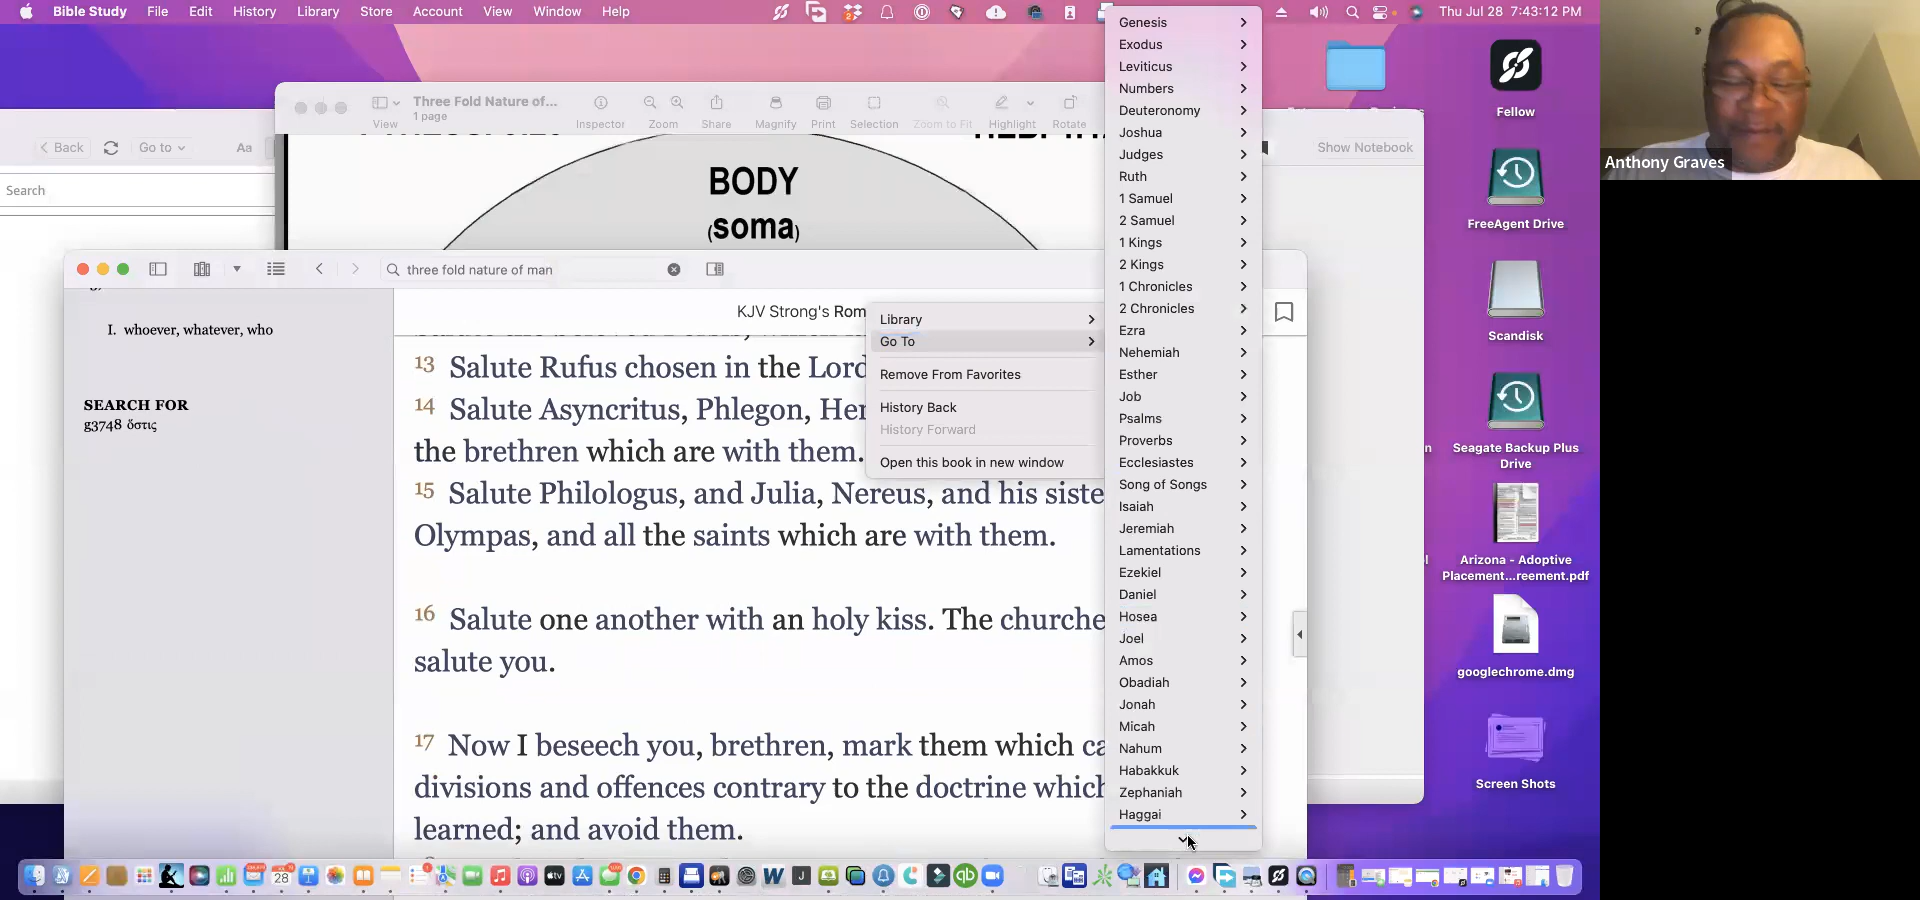 Bible Study File Edit History Library Store Account View Window Help
Thu Jul 28 7:43:12 PM
Three Fold Nature of...
1 page
View Inspector Zoom Share Magnify Print Selection Zoom to Fit Highlight Rotate
Back Go to Aa
Show Notebook
Search
BODY
(soma)
three fold nature of man
I. whoever, whatever, who
SEARCH FOR
g3748 ὅστις
KJV Strong's Rom
13 Salute Rufus chosen in the Lord
14 Salute Asyncritus, Phlegon, Her
the brethren which are with them.
15 Salute Philologus, and Julia, Nereus, and his siste
Olympas, and all the saints which are with them.
16 Salute one another with an holy kiss. The churche
salute you.
17 Now I beseech you, brethren, mark them which ca
divisions and offences contrary to the doctrine which
learned; and avoid them.
Library
Go To
Remove From Favorites
History Back
History Forward
Open this book in new window
Genesis
Exodus
Leviticus
Numbers
Deuteronomy
Joshua
Judges
Ruth
1 Samuel
2 Samuel
1 Kings
2 Kings
1 Chronicles
2 Chronicles
Ezra
Nehemiah
Esther
Job
Psalms
Proverbs
Ecclesiastes
Song of Songs
Isaiah
Jeremiah
Lamentations
Ezekiel
Daniel
Hosea
Joel
Amos
Obadiah
Jonah
Micah
Nahum
Habakkuk
Zephaniah
Haggai
Fellow
FreeAgent Drive
Scandisk
Seagate Backup Plus
Drive
Arizona - Adoptive
Placement...reement.pdf
googlechrome.dmg
Screen Shots
Anthony Graves